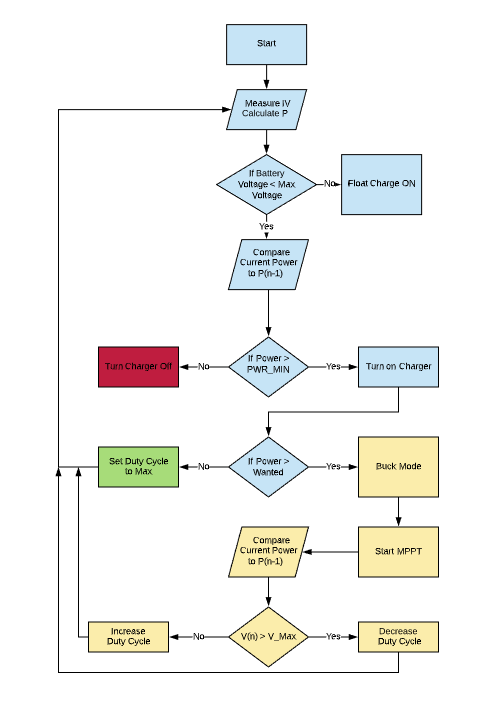 Start
Measure IV
Calculate P
If Battery
Voltage < Max
Voltage
No
Float Charge ON
Yes
Compare
Current Power
to P(n-1)
Turn Charger Off
No
If Power >
PWR_MIN
Yes
Turn on Charger
Set Duty Cycle
to Max
No
If Power >
Wanted
Yes
Buck Mode
Compare
Current Power
to P(n-1)
Start MPPT
Increase
Duty Cycle
No
V(n) > V_Max
Yes
Decrease
Duty Cycle